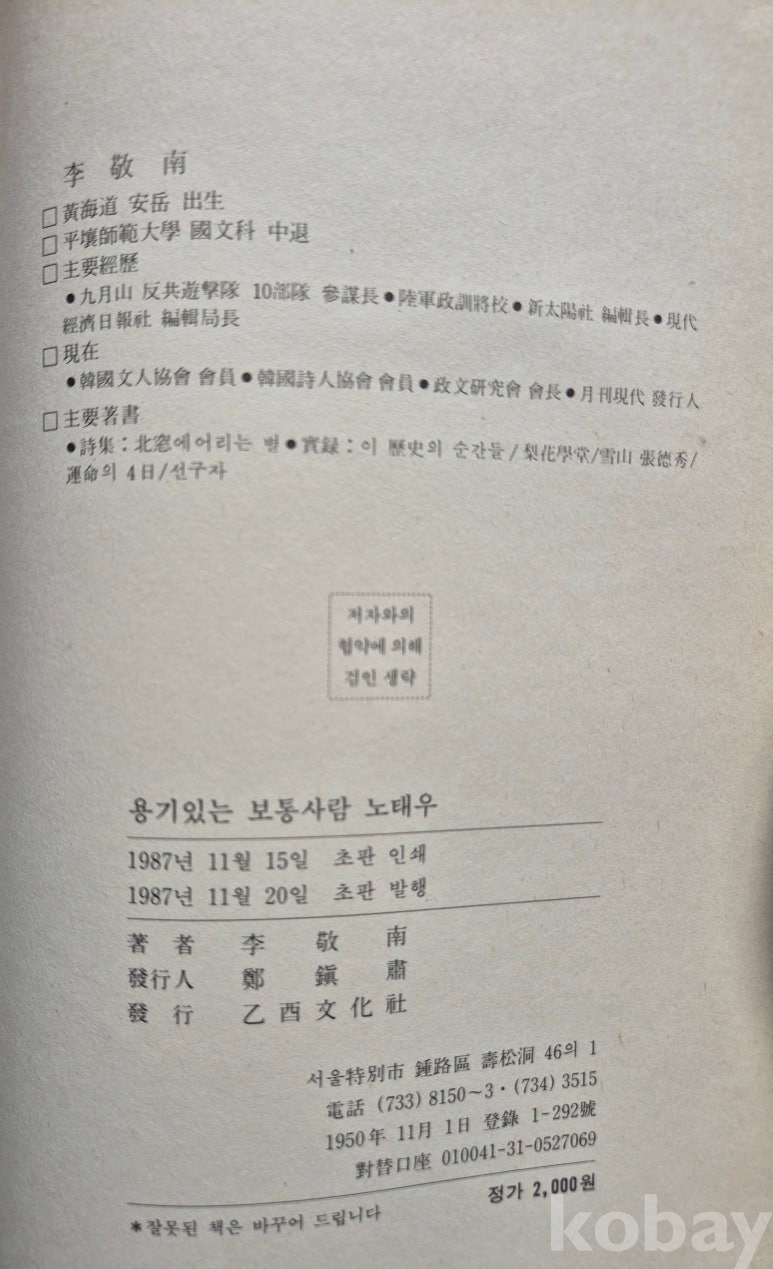 李 敬 南
□ 黃海道 安岳 出生
□ 平壤師範大學 國文科 中退
□ 主要經歷
● 九月山 反共遊擊隊 10部隊 參謀長 ● 陸軍政訓將校 ● 新太陽社 編輯長 ● 現代
經濟日報社 編輯局長
□ 現在
● 韓國文人協會 會員 ● 韓國詩人協會 會員 ● 政文硏究會 會長 ● 月刊現代 發行人
□ 主要著書
● 詩集 : 北窓에어리는 별 ● 實録 : 이 歷史의 순간들/梨花學堂/雪山 張德秀/
運命의 4日/선구자
저자와의
협약에 의해
검인 생략
용기있는 보통사람 노태우
1987년 11월 15일 초판 인쇄
1987년 11월 20일 초판 발행
著 者 李 敬 南
發行人 鄭 鎭 肅
發 行 乙酉文化社
서울特別市 鍾路區 壽松洞 46의 1
電話 (733) 8150~3 · (734) 3515
1950年 11月 1日 登錄 1-292號
對替口座 010041-31-0527069
정가 2,000원
*잘못된 책은 바꾸어 드립니다
kobay